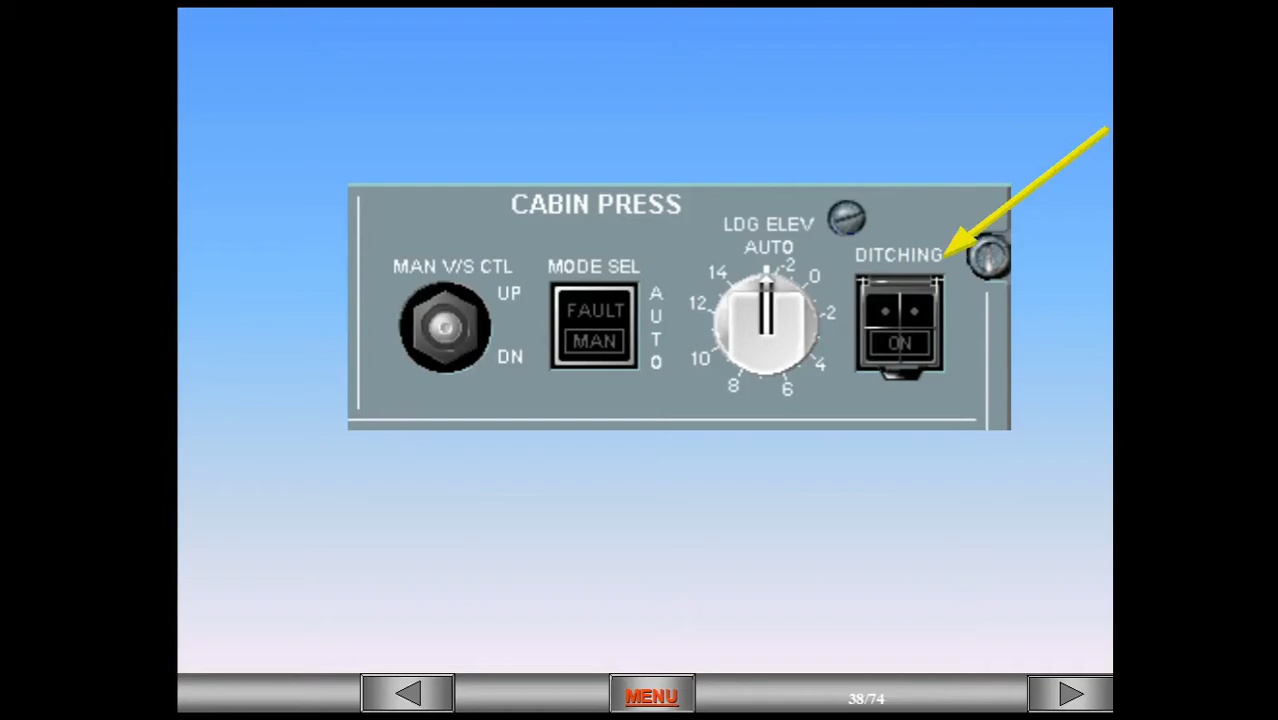 CABIN PRESS
LDG ELEV
AUTO
DITCHING
MAN V/S CTL
MODE SEL
14
-2
0
UP
FAULT
A
U
T
O
12
-2
MAN
ON
DN
10
4
8
6
MENU
38/74